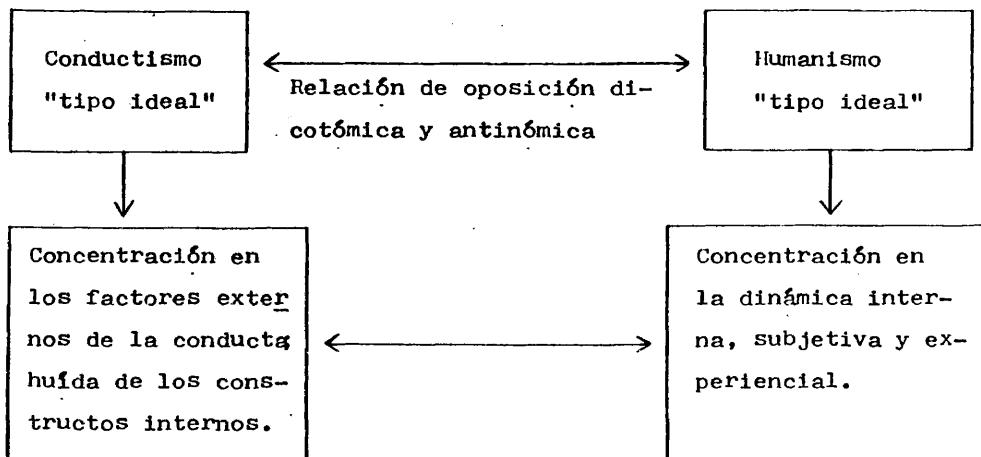 Conductismo
"tipo ideal"
Relación de oposición di-
cotómica y antinómica
Humanismo
"tipo ideal"
Concentración en
los factores exter
nos de la conducta;
huída de los cons-
tructos internos.
Concentración en
la dinámica inter-
na, subjetiva y ex-
periencial.